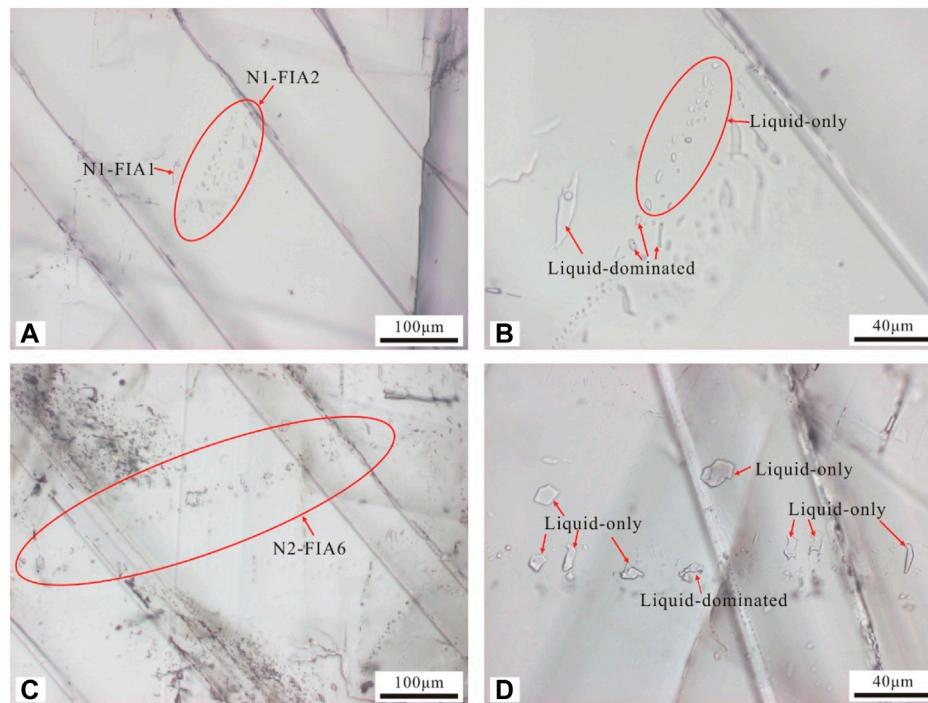 N1-FIA2
N1-FIA1
A
100μm
Liquid-only
Liquid-dominated
B
40μm
N2-FIA6
C
100μm
Liquid-only
Liquid-only
Liquid-only
Liquid-dominated
D
40μm